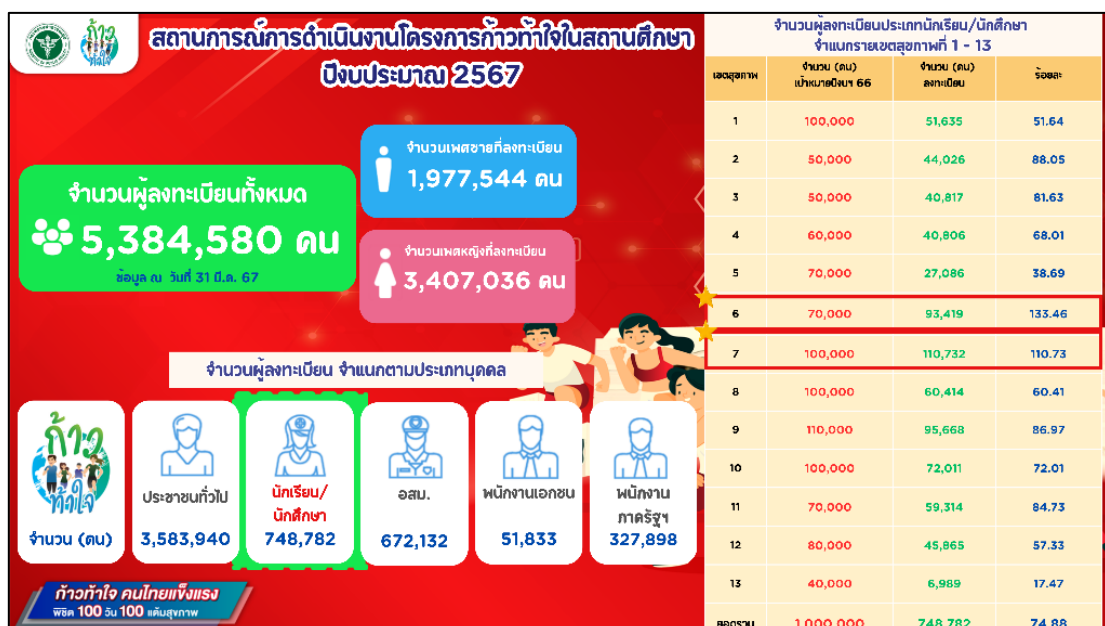 ก้าว
ท้าใจ
สถานการณ์การดำเนินงานโครงการก้าวท้าใจในสถานศึกษา
ปีงบประมาณ 2567
จำนวนผู้ลงทะเบียนทั้งหมด
5,384,580 คน
ข้อมูล ณ วันที่ 31 มี.ค. 67
จำนวนเพศชายที่ลงทะเบียน
1,977,544 คน
จำนวนเพศหญิงที่ลงทะเบียน
3,407,036 คน
จำนวนผู้ลงทะเบียน จำแนกตามประเภทบุคคล
ก้าว
ท้าใจ
จำนวน (คน)
ประชาชนทั่วไป
3,583,940
นักเรียน/
นักศึกษา
748,782
อสม.
672,132
พนักงานเอกชน
51,833
พนักงาน
ภาครัฐฯ
327,898
ก้าวท้าใจ คนไทยแข็งแรง
พิชิต 100 วัน 100 แต้มสุขภาพ
จำนวนผู้ลงทะเบียนประเภทนักเรียน/นักศึกษา
จำแนกรายเขตสุขภาพที่ 1 - 13
เขตสุขภาพ จำนวน (คน) เป้าหมายปีงบฯ 66 จำนวน (คน) ลงทะเบียน ร้อยละ
1 100,000 51,635 51.64
2 50,000 44,026 88.05
3 50,000 40,817 81.63
4 60,000 40,806 68.01
5 70,000 27,086 38.69
6 70,000 93,419 133.46
7 100,000 110,732 110.73
8 100,000 60,414 60.41
9 110,000 95,668 86.97
10 100,000 72,011 72.01
11 70,000 59,314 84.73
12 80,000 45,865 57.33
13 40,000 6,989 17.47
ยอดรวม 1,000,000 748,782 74.88